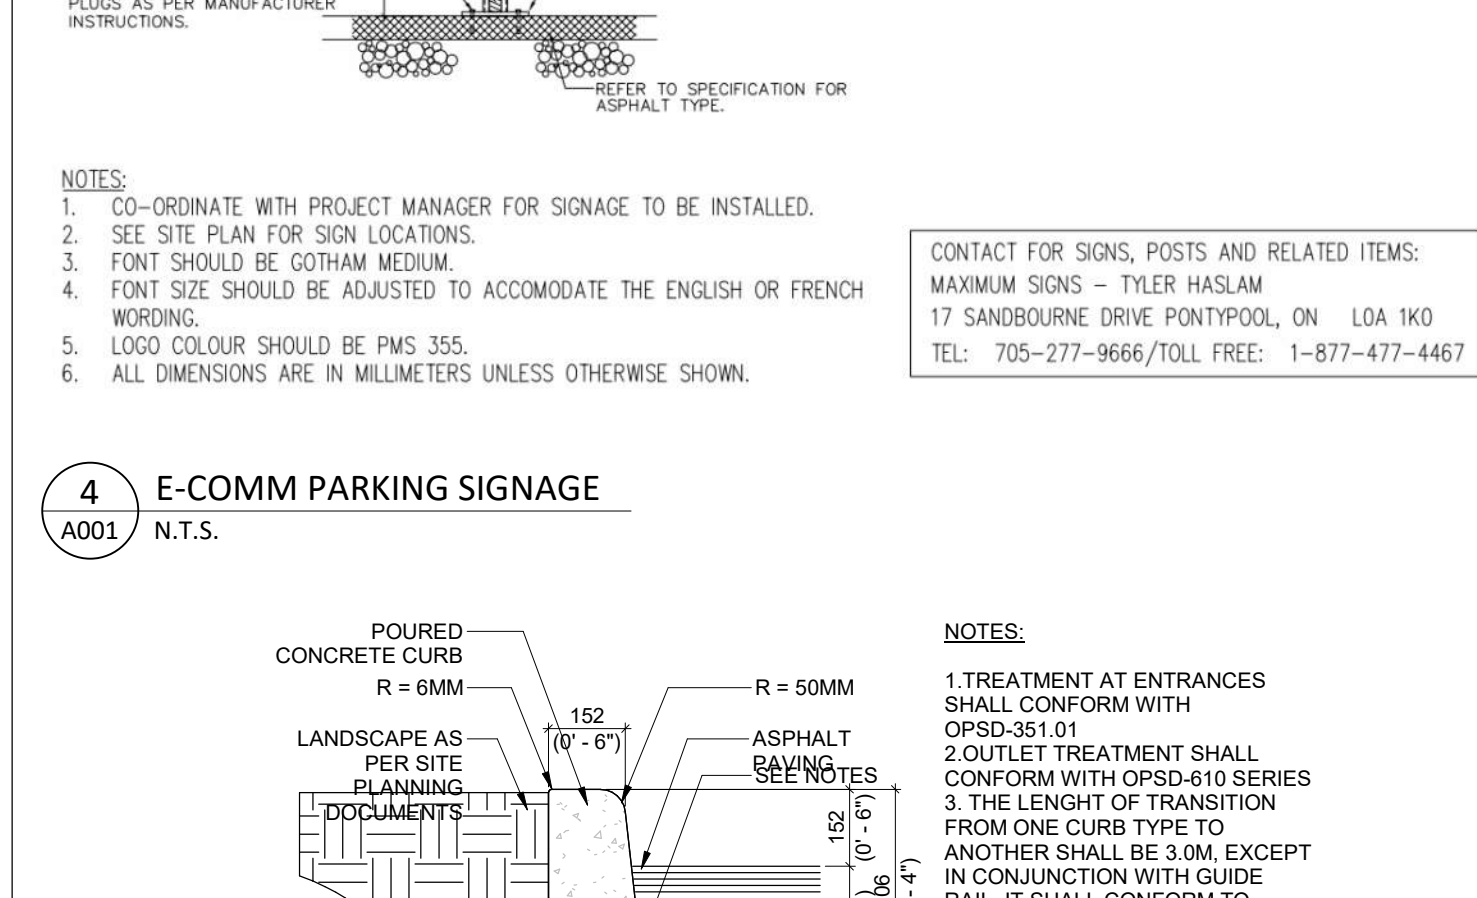 PLUGS AS PER MANUFACTURER
INSTRUCTIONS.
REFER TO SPECIFICATION FOR
ASPHALT TYPE.
NOTES:
1. CO-ORDINATE WITH PROJECT MANAGER FOR SIGNAGE TO BE INSTALLED.
2. SEE SITE PLAN FOR SIGN LOCATIONS.
3. FONT SHOULD BE GOTHAM MEDIUM.
4. FONT SIZE SHOULD BE ADJUSTED TO ACCOMODATE THE ENGLISH OR FRENCH
WORDING.
5. LOGO COLOUR SHOULD BE PMS 355.
6. ALL DIMENSIONS ARE IN MILLIMETERS UNLESS OTHERWISE SHOWN.
CONTACT FOR SIGNS, POSTS AND RELATED ITEMS:
MAXIMUM SIGNS – TYLER HASLAM
17 SANDBOURNE DRIVE PONTYPOOL, ON L0A 1K0
TEL: 705-277-9666/TOLL FREE: 1-877-477-4467
4
A001
E-COMM PARKING SIGNAGE
N.T.S.
POURED
CONCRETE CURB
R = 6MM
LANDSCAPE AS
PER SITE
PLANNING
DOCUMENTS
152
(0' - 6")
R = 50MM
ASPHALT
PAVING
SEE NOTES
152
(0' - 6")
NOTES:
1.TREATMENT AT ENTRANCES
SHALL CONFORM WITH
OPSD-351.01
2.OUTLET TREATMENT SHALL
CONFORM WITH OPSD-610 SERIES
3. THE LENGHT OF TRANSITION
FROM ONE CURB TYPE TO
ANOTHER SHALL BE 3.0M, EXCEPT
IN CONJUNCTION WITH GUIDE
RAIL, IT SHALL CONFORM TO